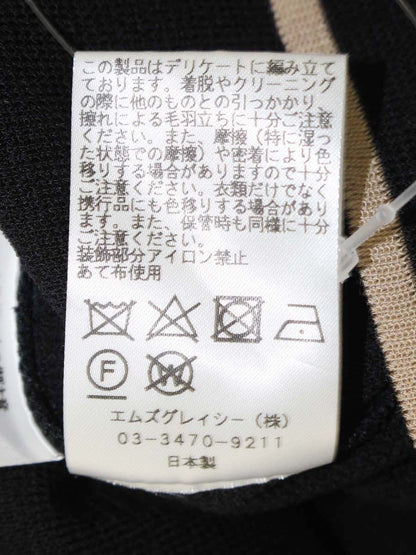 この製品はデリケートに編み立て
ております。着脱やクリーニング
の際に他のものとの引っかかり、
擦れによる毛羽立ちに十分ご注意
ください。また、摩擦（特に湿っ
た状態での摩擦）や密着により色
移りする場合がありますので十分
ご注意ください。衣類だけでなく
携行品にも色移りする場合があり
ます。また、保管時も同様に十分
ご注意ください。
装飾部分アイロン禁止
あて布使用
F W
エムズグレイシー（株）
03-3470-9211
日本製